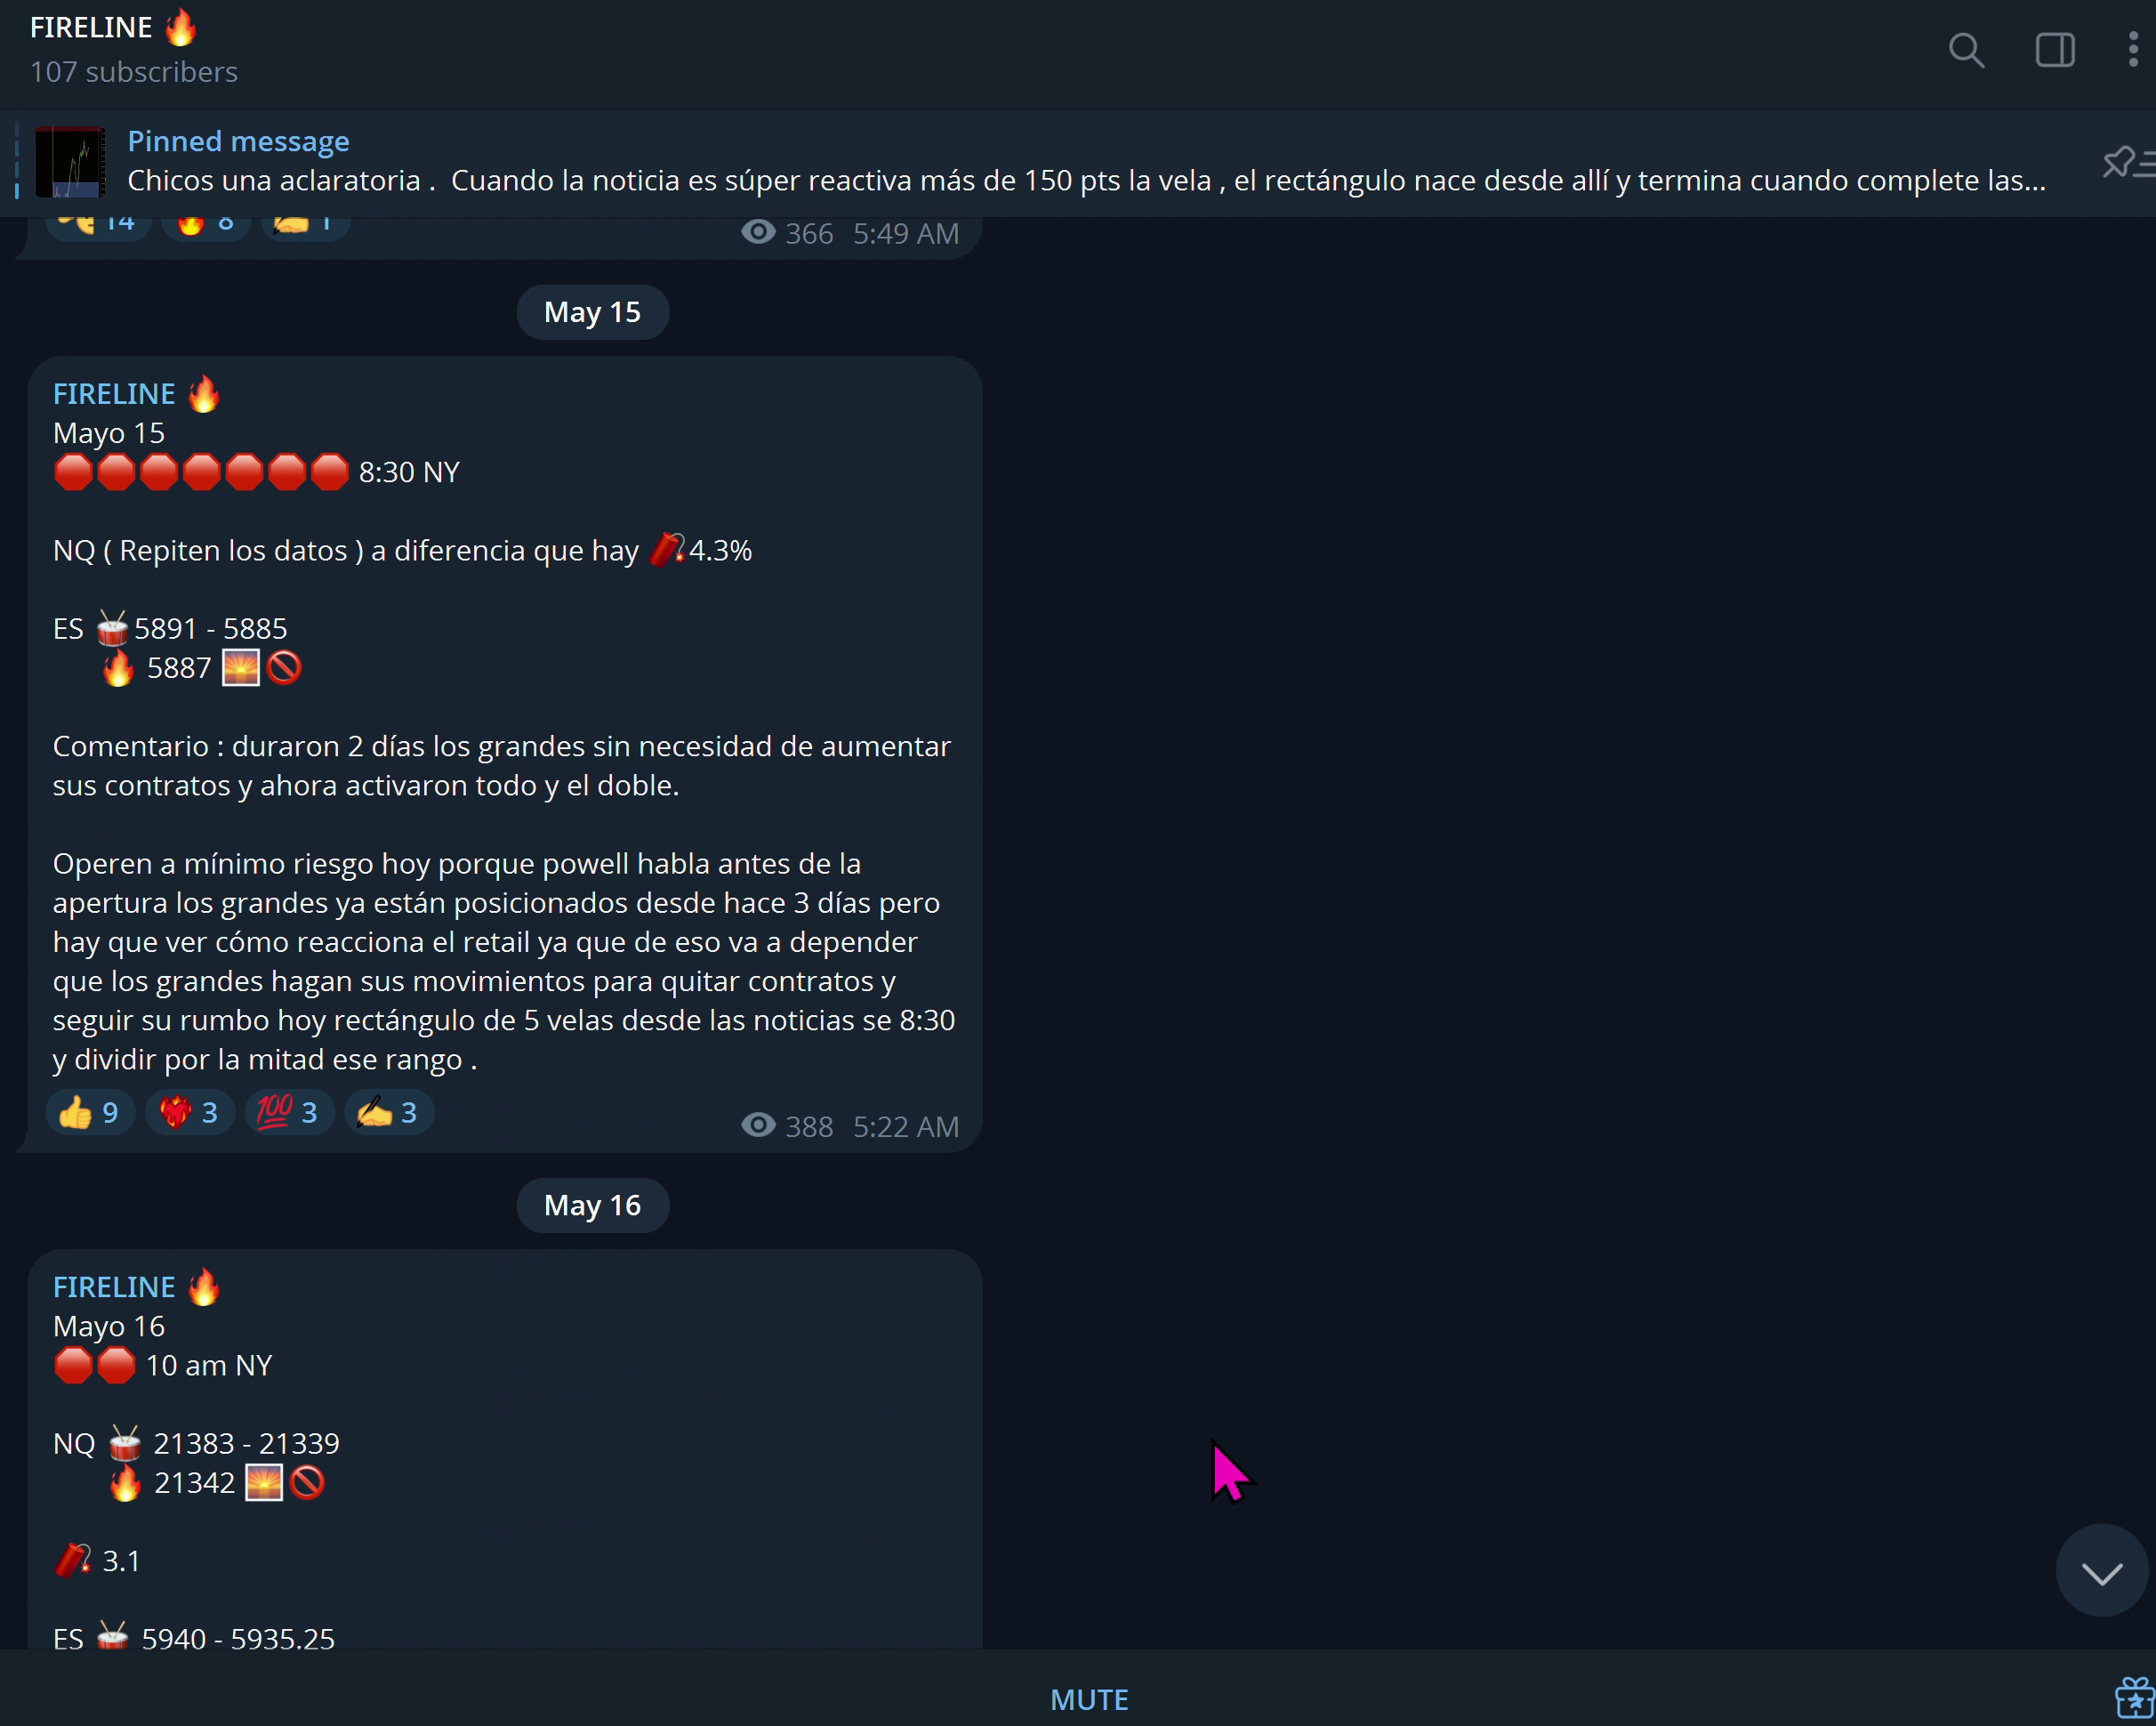 FIRELINE 🔥
107 subscribers
Pinned message
Chicos una aclaratoria .  Cuando la noticia es súper reactiva más de 150 pts la vela , el rectángulo nace desde allí y termina cuando complete las...
14 8 1
366 5:49 AM
May 15
FIRELINE 🔥
Mayo 15
🛑🛑🛑🛑🛑🛑🛑 8:30 NY
NQ ( Repiten los datos ) a diferencia que hay 🧨4.3%
ES 🥁5891 - 5885
🔥 5887 🌅🚫
Comentario : duraron 2 días los grandes sin necesidad de aumentar
sus contratos y ahora activaron todo y el doble.
Operen a mínimo riesgo hoy porque powell habla antes de la
apertura los grandes ya están posicionados desde hace 3 días pero
hay que ver cómo reacciona el retail ya que de eso va a depender
que los grandes hagan sus movimientos para quitar contratos y
seguir su rumbo hoy rectángulo de 5 velas desde las noticias se 8:30
y dividir por la mitad ese rango .
👍 9 ❤️‍🔥 3 💯 3 ✍️ 3
388 5:22 AM
May 16
FIRELINE 🔥
Mayo 16
🛑🛑 10 am NY
NQ 🥁 21383 - 21339
🔥 21342 🌅🚫
🧨 3.1
ES 🥁 5940 - 5935.25
MUTE